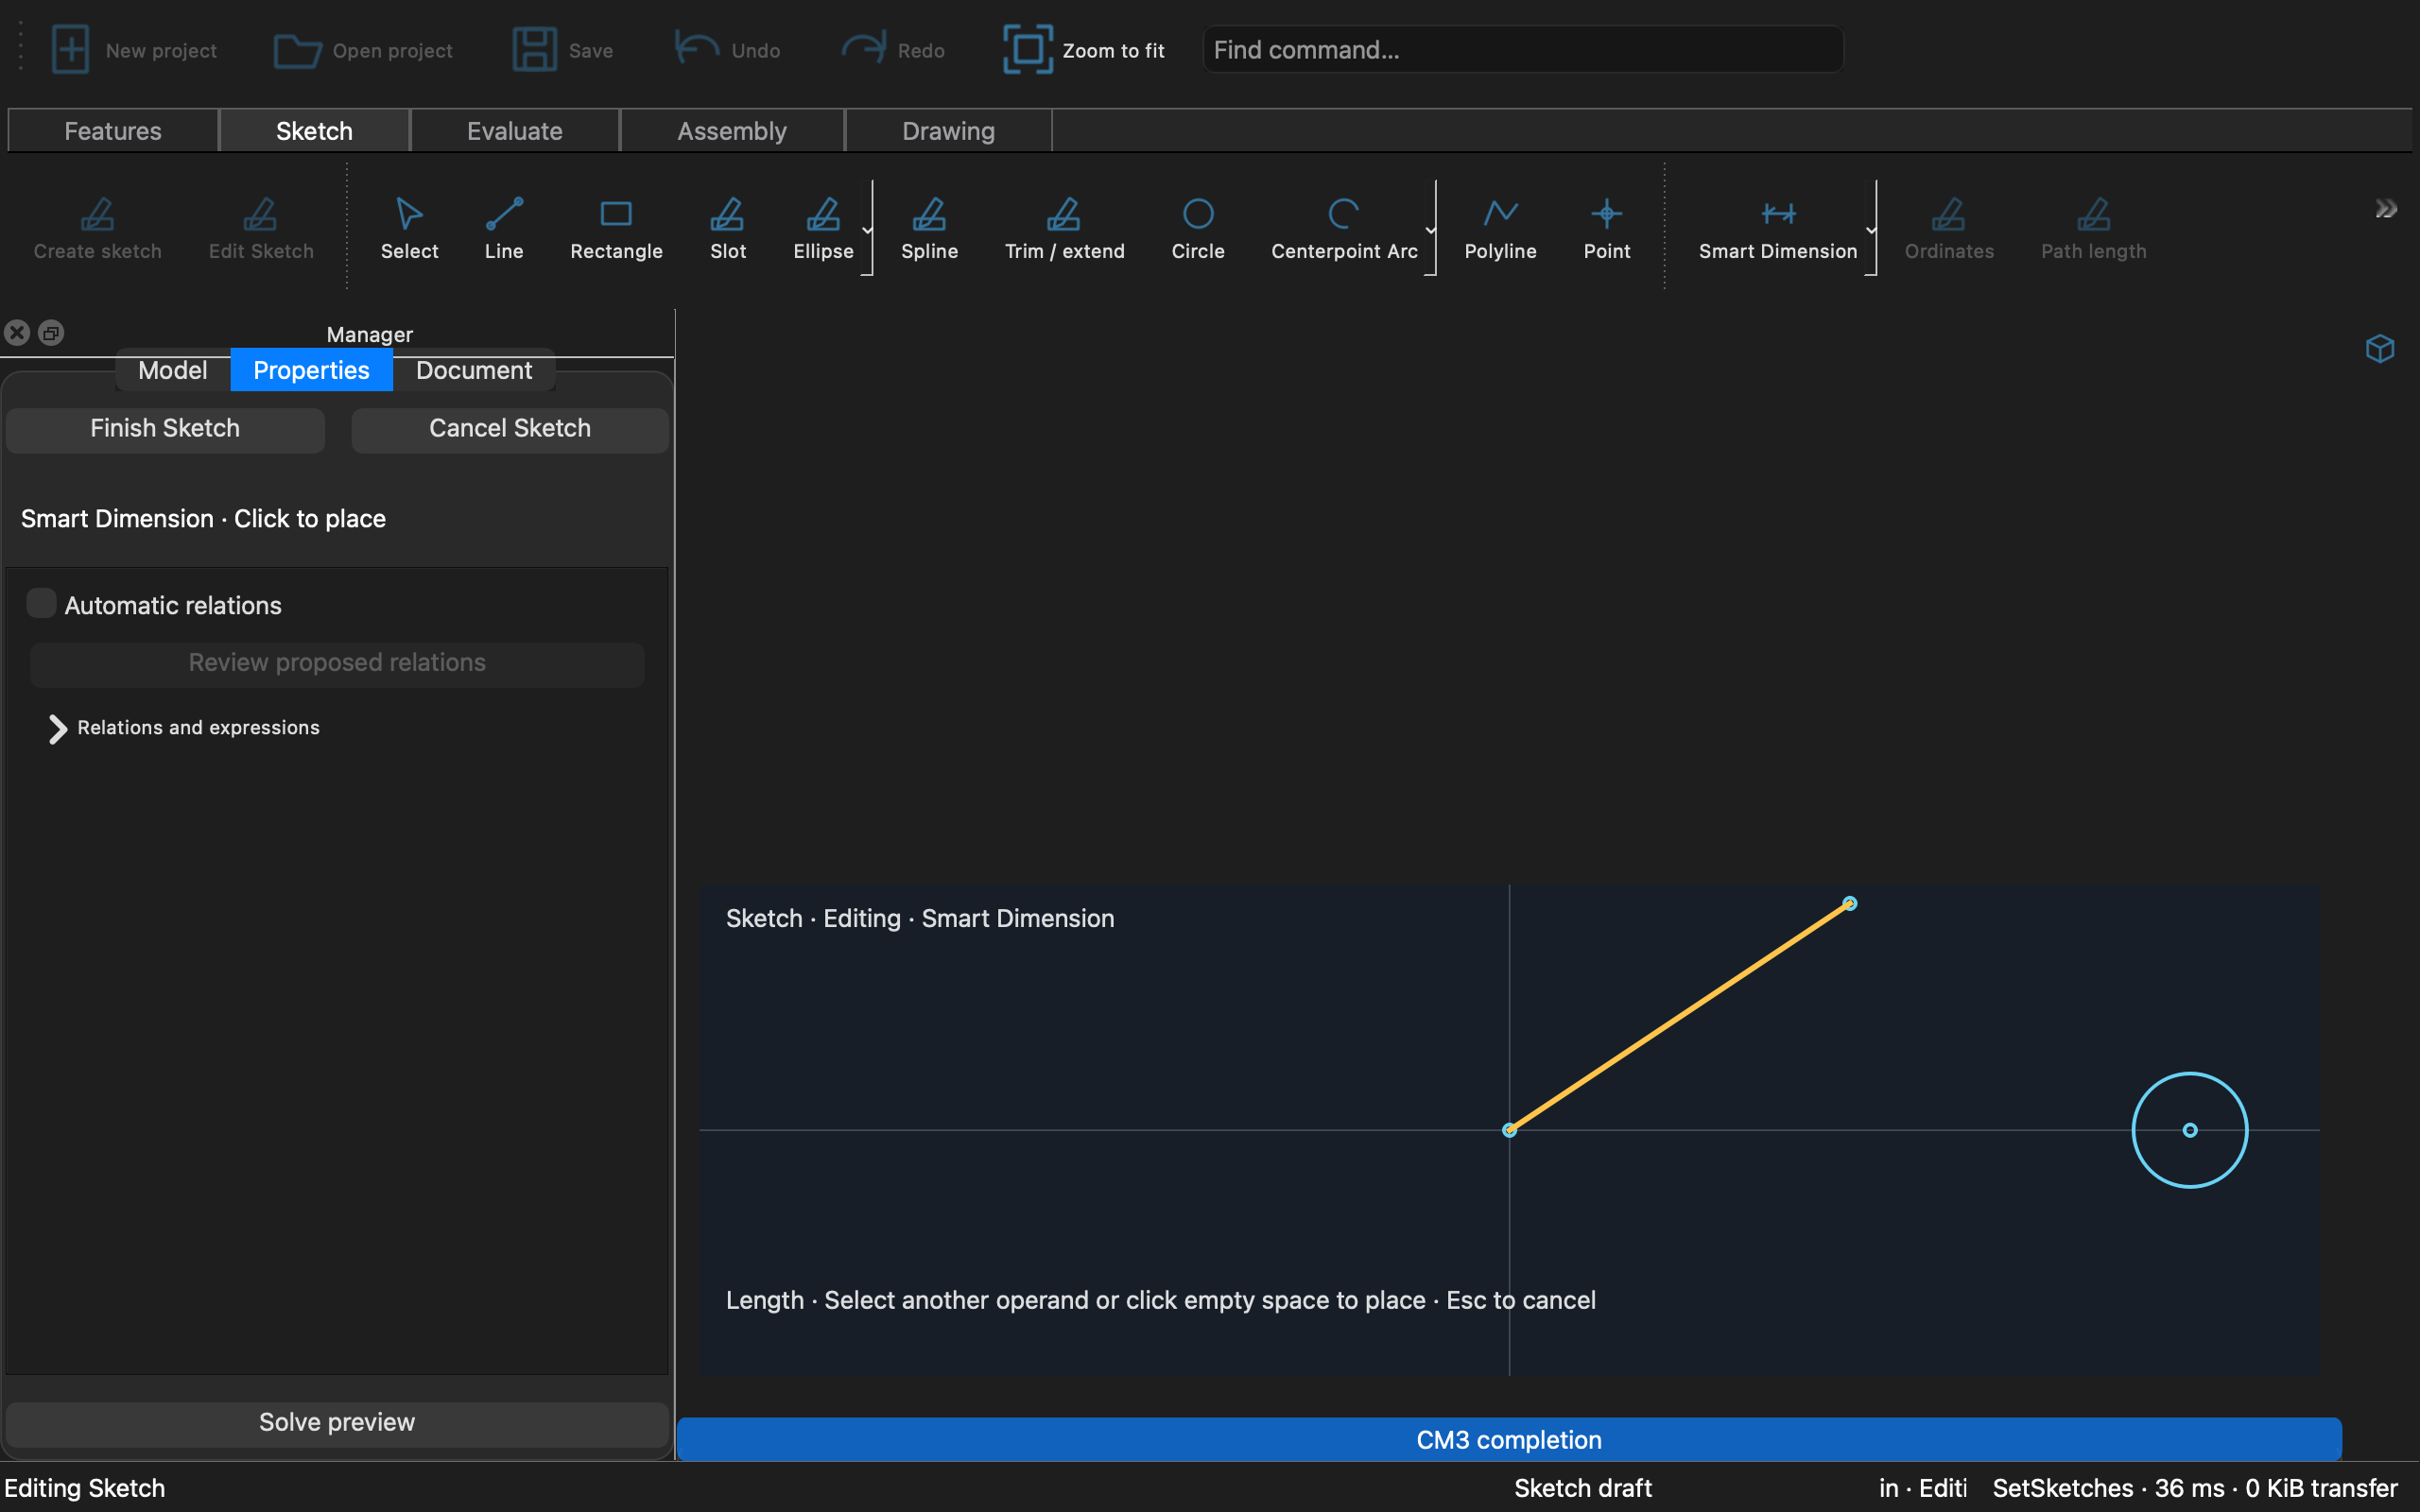 New project
Open project
Save
Undo
Redo
Zoom to fit
Find command...
Features
Sketch
Evaluate
Assembly
Drawing
Create sketch
Edit Sketch
Select
Line
Rectangle
Slot
Ellipse
Spline
Trim / extend
Circle
Centerpoint Arc
Polyline
Point
Smart Dimension
Ordinates
Path length
Manager
Model
Properties
Document
Finish Sketch
Cancel Sketch
Smart Dimension · Click to place
Automatic relations
Review proposed relations
Relations and expressions
Solve preview
Sketch · Editing · Smart Dimension
Length · Select another operand or click empty space to place · Esc to cancel
CM3 completion
Editing Sketch
Sketch draft
in · Editi
SetSketches · 36 ms · 0 KiB transfer